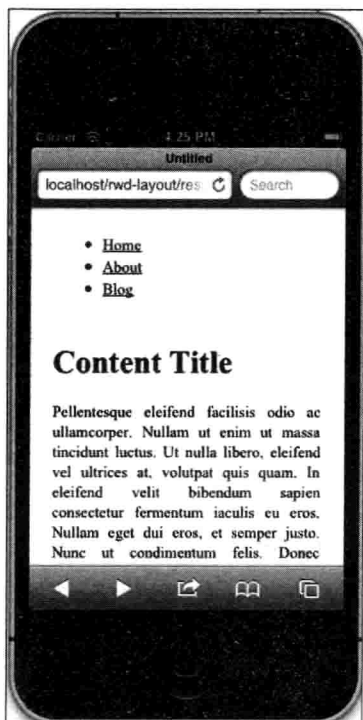 Carrier 4:25 PM
Untitled
localhost/rwd-layout/res Search
Home
About
Blog
Content Title
Pellentesque eleifend facilisis odio ac
ullamcorper. Nullam ut enim ut massa
tincidunt luctus. Ut nulla libero, eleifend
vel ultrices at, volutpat quis quam. In
eleifend velit bibendum sapien
consectetur fermentum iaculis eu eros.
Nullam eget dui eros, et semper justo.
Nunc ut condimentum felis. Donec